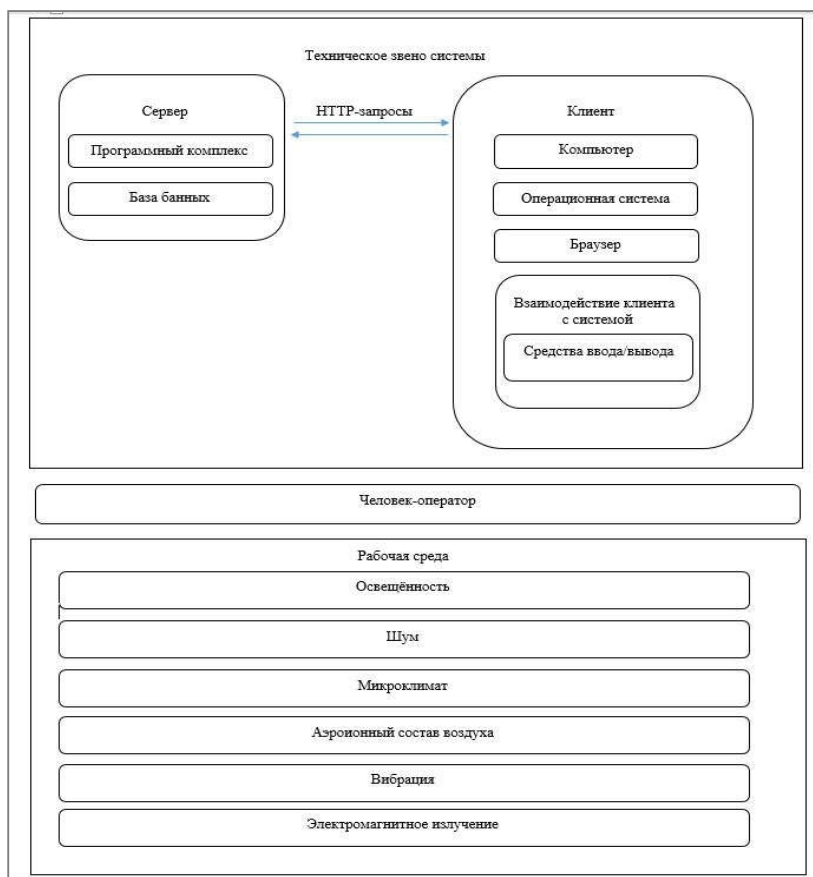 Техническое звено системы
Сервер
HTTP-запросы
Клиент
Программный комплекс
База банных
Компьютер
Операционная система
Браузер
Взаимодействие клиента
с системой
Средства ввода/вывода
Человек-оператор
Рабочая среда
Освещённость
Шум
Микроклимат
Аэроионный состав воздуха
Вибрация
Электромагнитное излучение